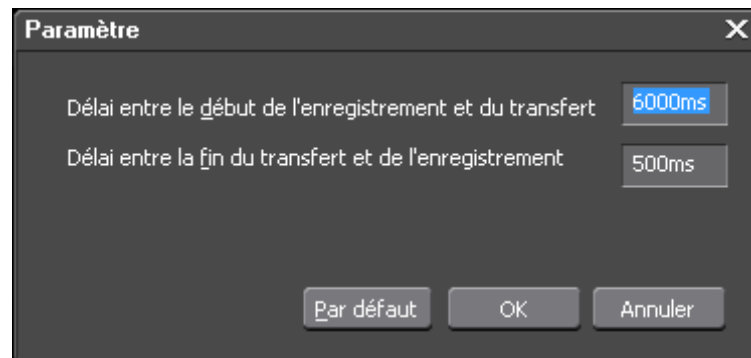 Paramètre X
Délai entre le début de l'enregistrement et du transfert 6000ms
Délai entre la fin du transfert et de l'enregistrement 500ms
Par défaut OK Annuler